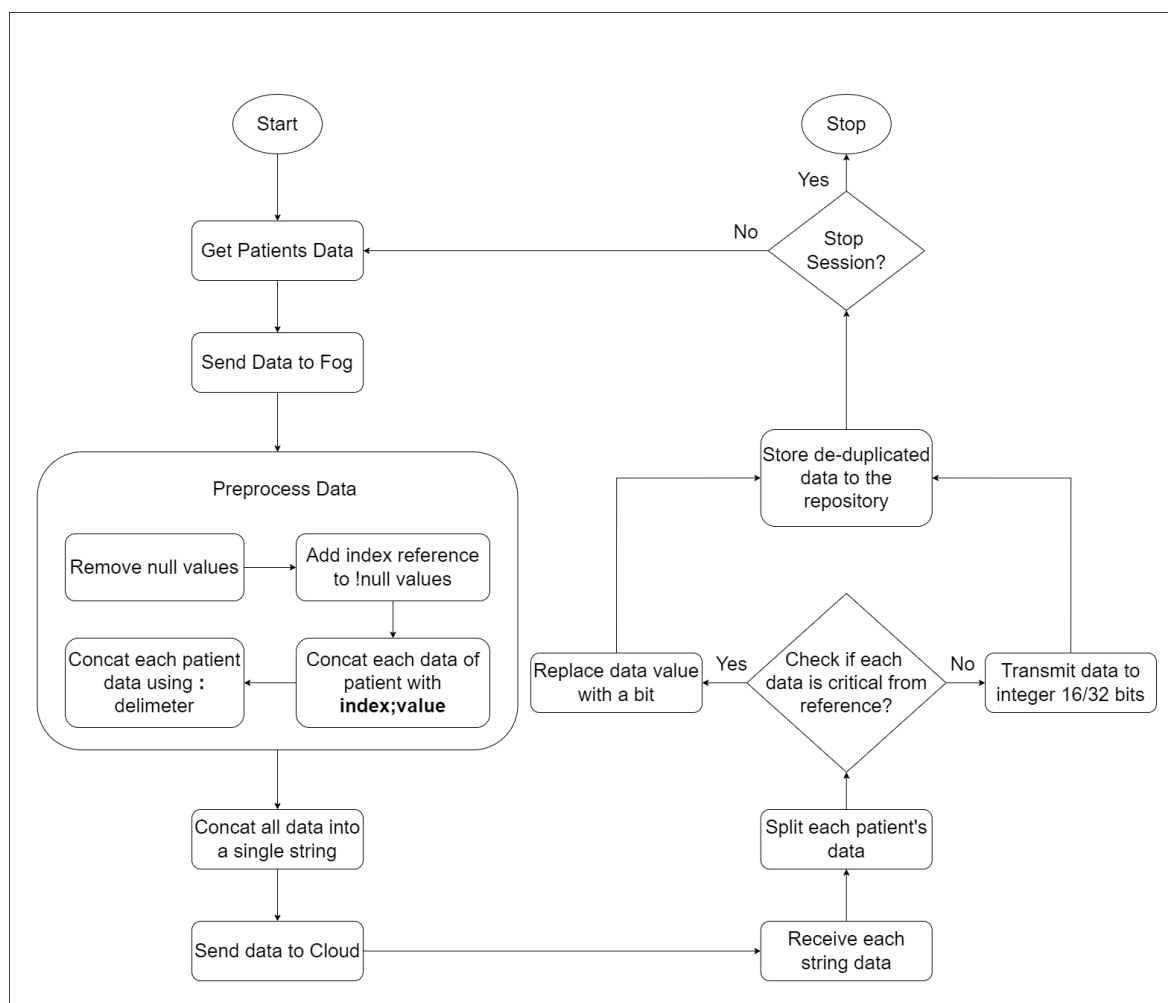 Start
Get Patients Data
Send Data to Fog
Preprocess Data
Remove null values
Add index reference
to !null values
Concat each data of
patient with
index;value
Concat each patient
data using :
delimeter
Concat all data into
a single string
Send data to Cloud
Receive each
string data
Split each patient's
data
Check if each
data is critical from
reference?
Yes
Replace data value
with a bit
No
Transmit data to
integer 16/32 bits
Store de-duplicated
data to the
repository
Stop
Session?
No
Yes
Stop